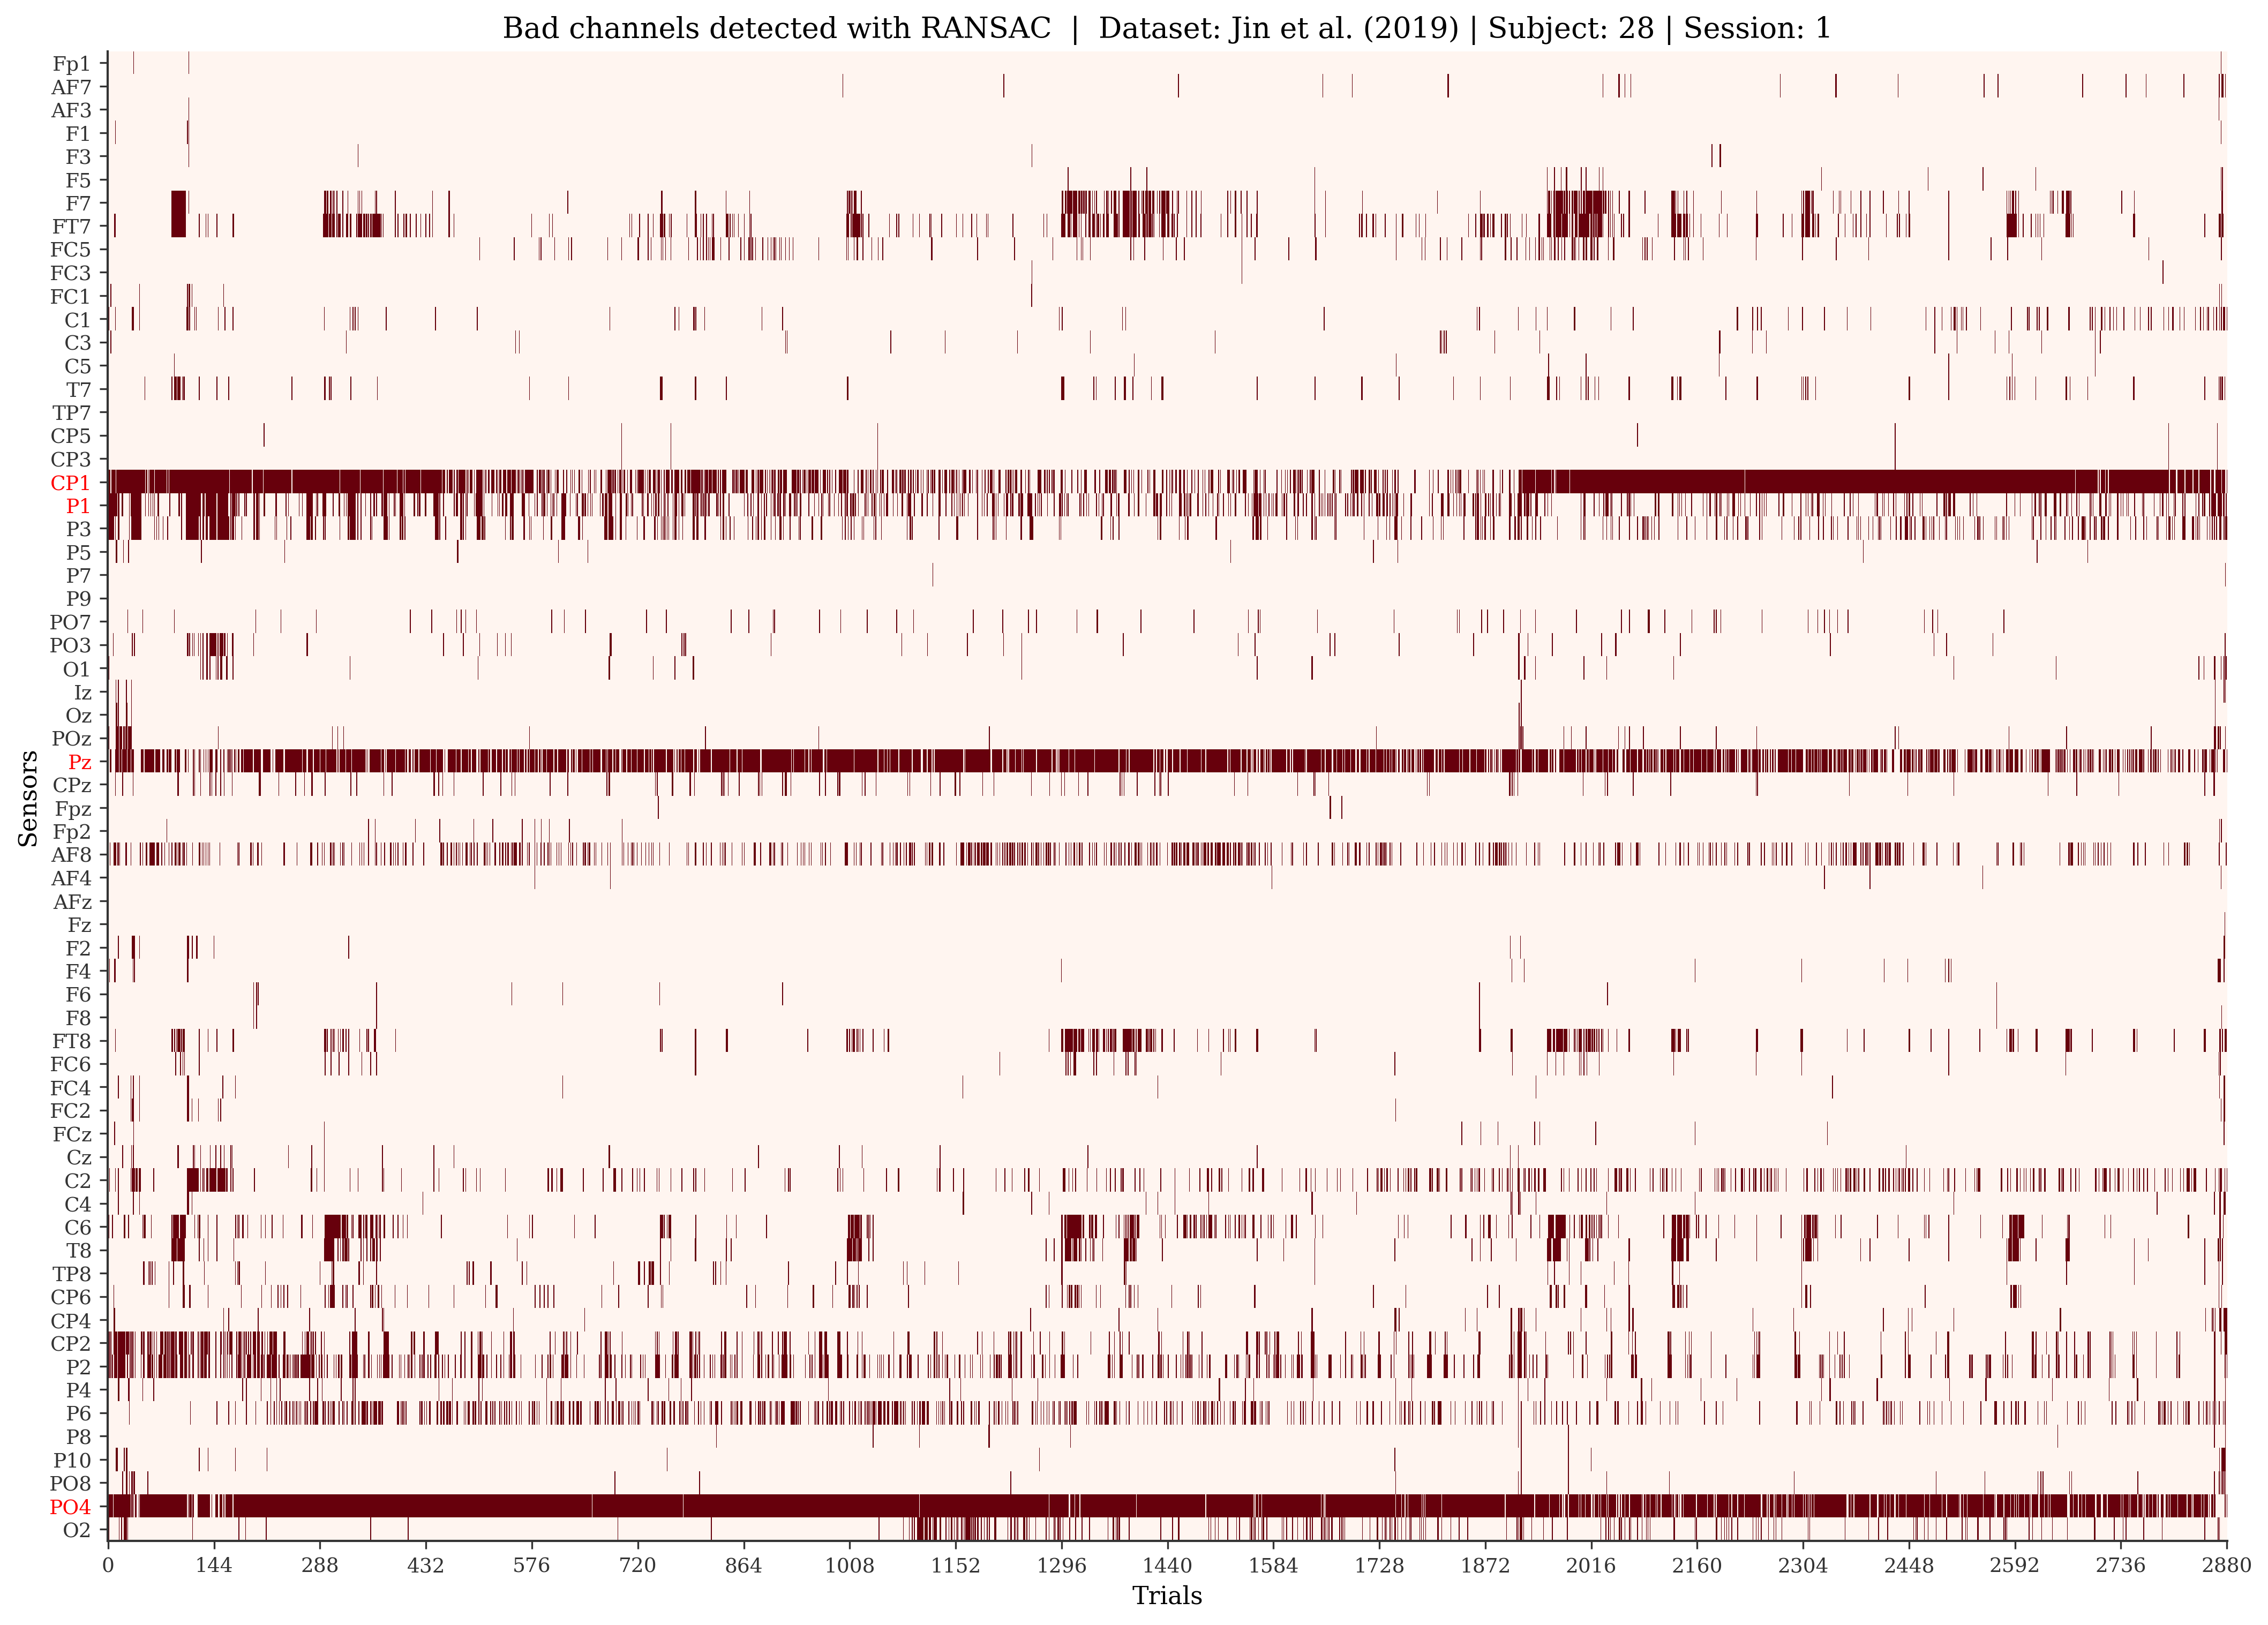 Bad channels detected with RANSAC | Dataset: Jin et al. (2019) | Subject: 28 | Session: 1
Fp1
AF7
AF3
F1
F3
F5
F7
FT7
FC5
FC3
FC1
C1
C3
C5
T7
TP7
CP5
CP3
CP1
P1
P3
P5
P7
P9
PO7
PO3
O1
Iz
Oz
POz
Pz
CPz
Fpz
Fp2
AF8
AF4
AFz
Fz
F2
F4
F6
F8
FT8
FC6
FC4
FC2
FCz
Cz
C2
C4
C6
T8
TP8
CP6
CP4
CP2
P2
P4
P6
P8
P10
PO8
PO4
O2
Sensors
0 144 288 432 576 720 864 1008 1152 1296 1440 1584 1728 1872 2016 2160 2304 2448 2592 2736 2880
Trials